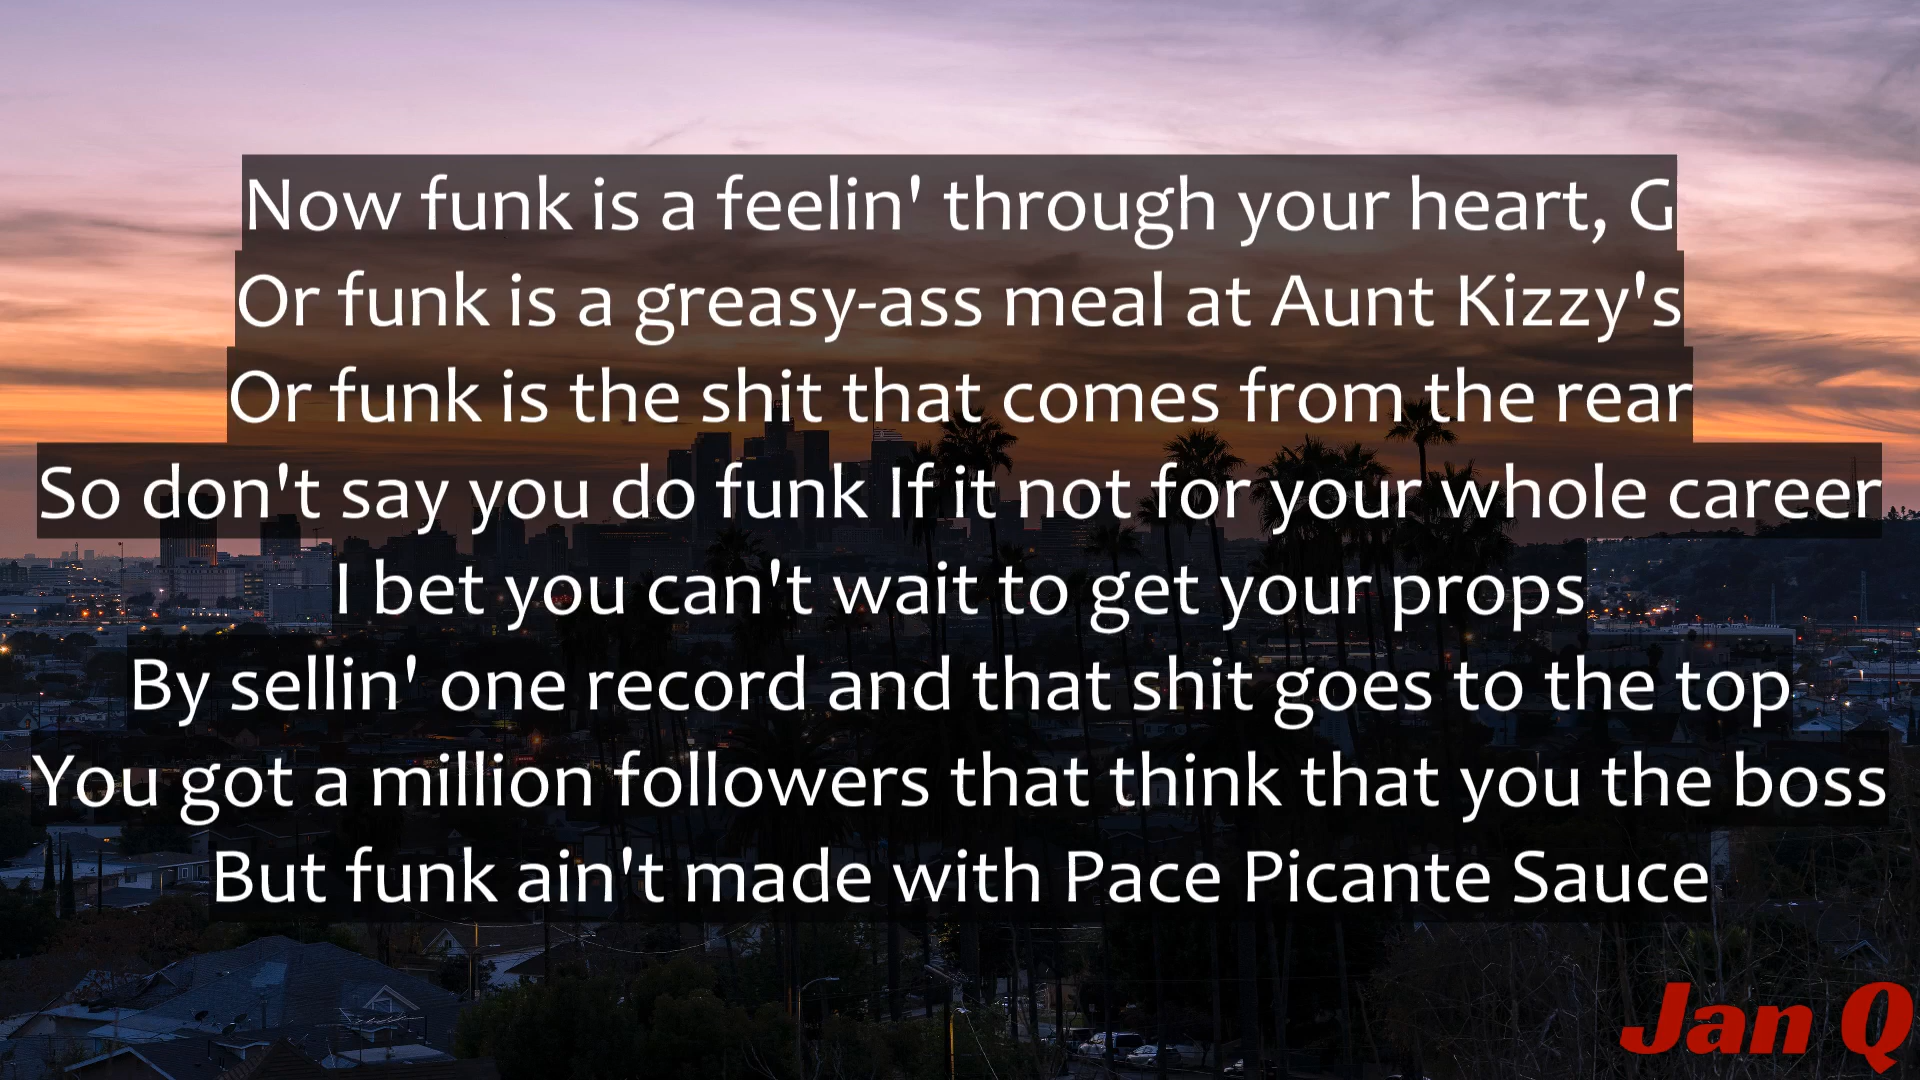 Now funk is a feelin' through your heart, G
Or funk is a greasy-ass meal at Aunt Kizzy's
Or funk is the shit that comes from the rear
So don't say you do funk If it not for your whole career
I bet you can't wait to get your props
By sellin' one record and that shit goes to the top
You got a million followers that think that you the boss
But funk ain't made with Pace Picante Sauce
Jan Q